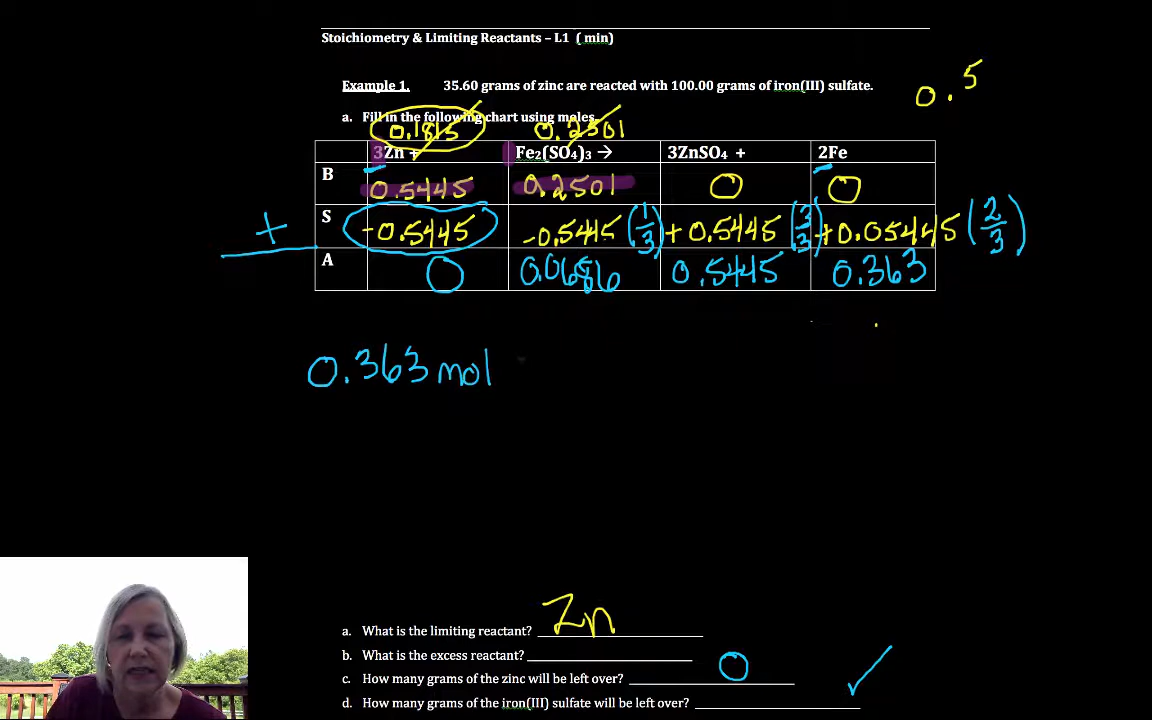 Stoichiometry & Limiting Reactants – L1 ( min)
Example 1. 35.60 grams of zinc are reacted with 100.00 grams of iron(III) sulfate.
0.5
a. Fill in the following chart using moles.
0.1815 0.2501
3Zn + Fe2(SO4)3 → 3ZnSO4 + 2Fe
B 0.5445 0.2501 0 0
+ S -0.5445 -0.5445 (1/3) +0.5445 (3/3) +0.05445 (2/3)
A 0 0.0686 0.5445 0.363
0.363 mol
a. What is the limiting reactant? Zn
b. What is the excess reactant?
c. How many grams of the zinc will be left over? 0
d. How many grams of the iron(III) sulfate will be left over?